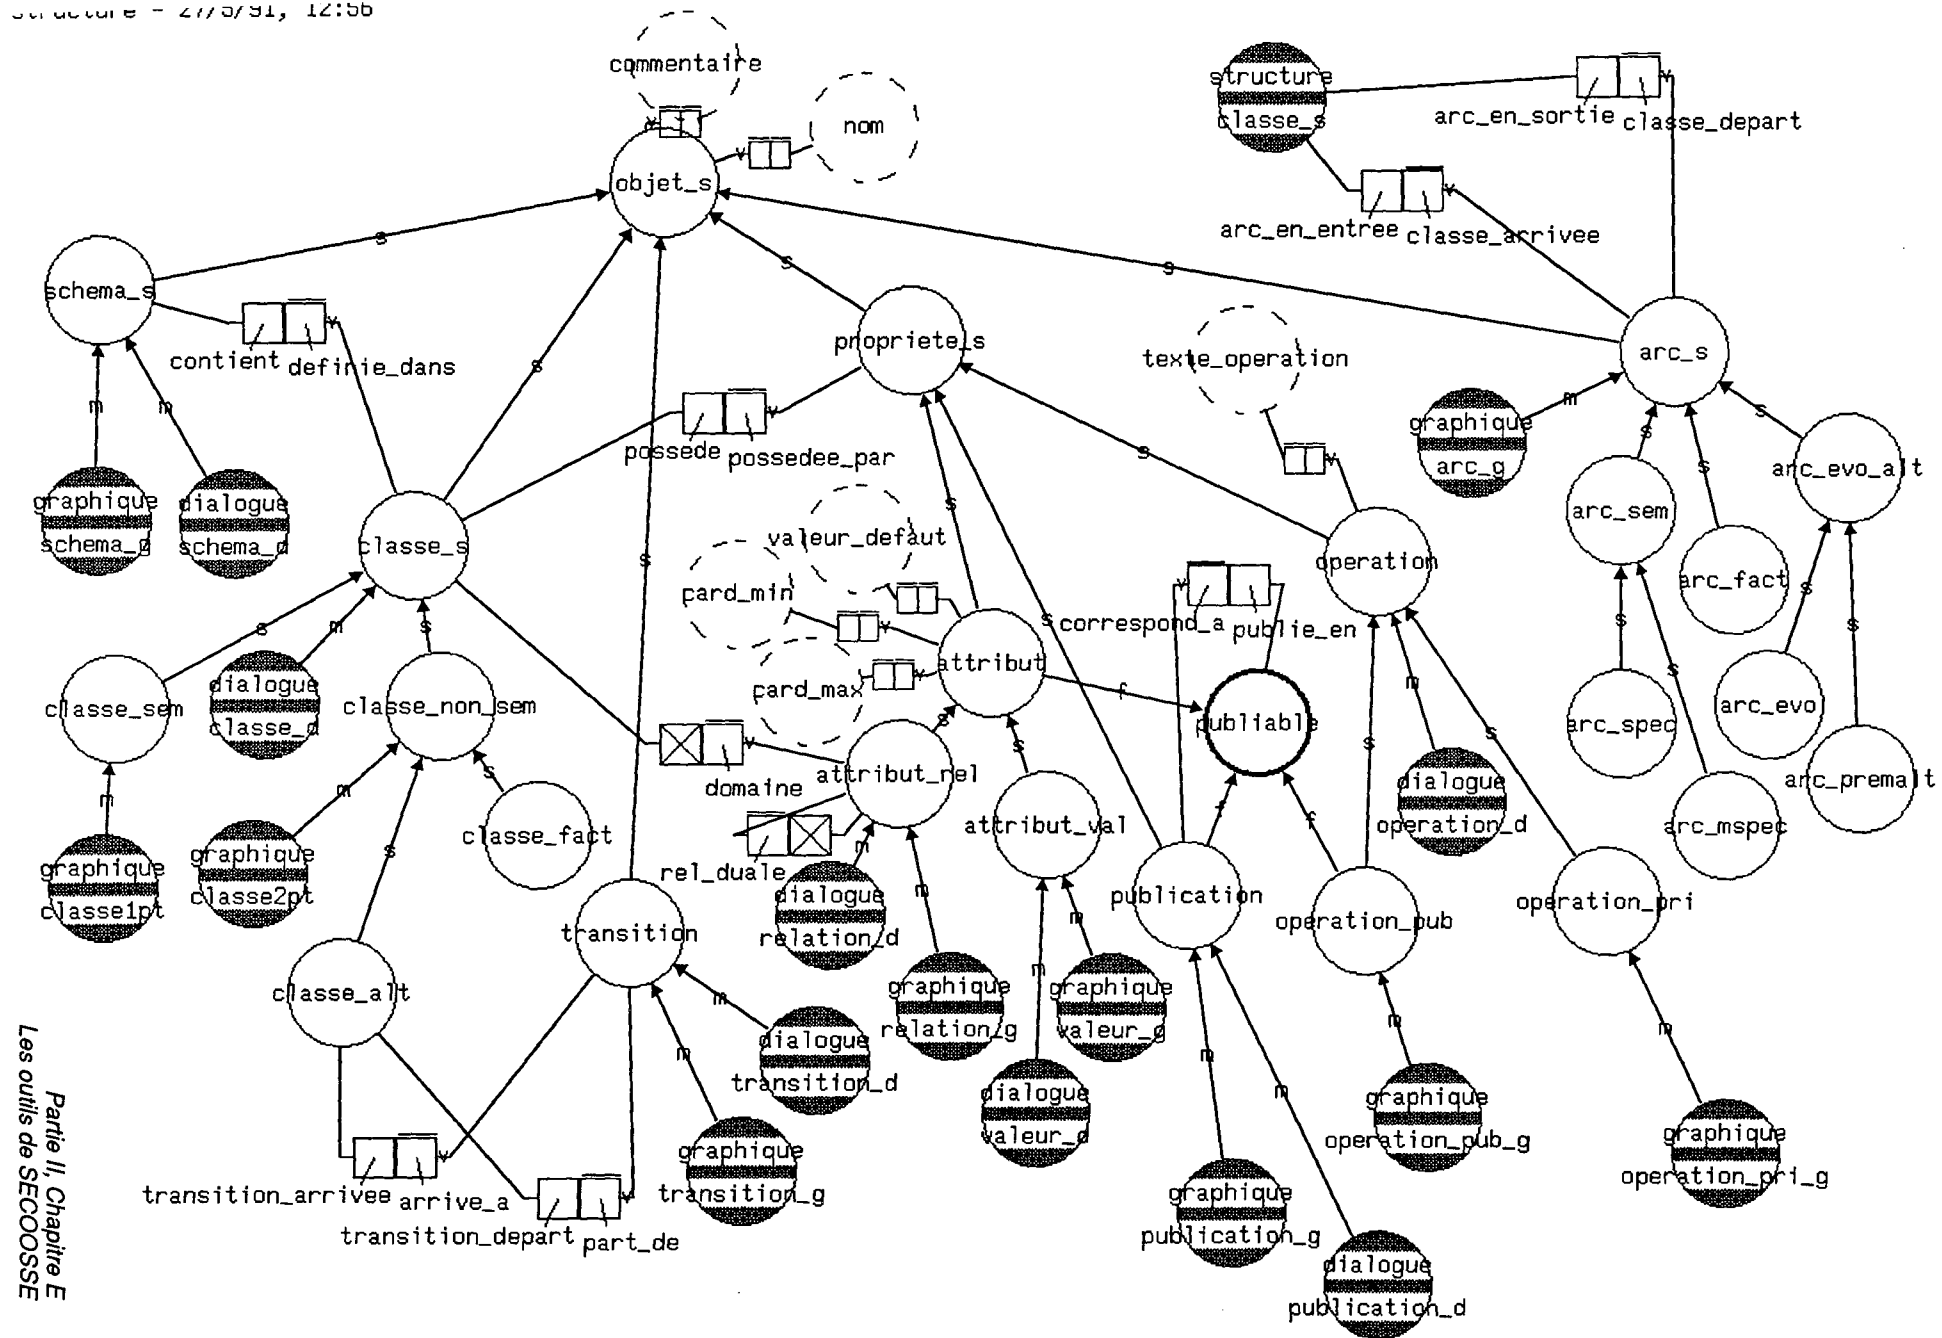 structure - 27/5/91, 12:56
commentaire
nom
objet_s
structure
classe_s
arc_en_sortie
classe_depart
arc_en_entree
classe_arrivee
s
s
s
schema_s
contient
definie_dans
propriete_s
texte_operation
arc_s
s
m
m
possede
possedee_par
s
graphique
arc_g
m
s
s
s
arc_evo_alt
graphique
schema_g
dialogue
schema_d
classe_s
s
valeur_defaut
arc_sem
card_min
operation
arc_fact
s
correspond_a
publie_en
s
s
s
s
m
s
s
attribut
s
classe_sem
dialogue
classe_d
classe_non_sem
card_max
f
publiable
m
s
arc_spec
arc_evo
domaine
attribut_rel
s
s
s
s
arc_premalt
m
m
s
classe_fact
attribut_val
dialogue
operation_d
arc_mspec
graphique
classe1pt
graphique
classe2pt
s
rel_duale
m
f
f
dialogue
relation_d
m
publication
operation_pub
operation_pri
transition
m
m
classe_alt
m
graphique
relation_g
graphique
valeur_g
m
m
m
dialogue
transition_d
m
m
m
graphique
transition_g
dialogue
valeur_d
graphique
operation_pub_g
graphique
operation_pri_g
transition_arrivee
arrive_a
transition_depart
part_de
graphique
publication_g
dialogue
publication_d
Partie II, Chapitre E
Les outils de SECOOSSE